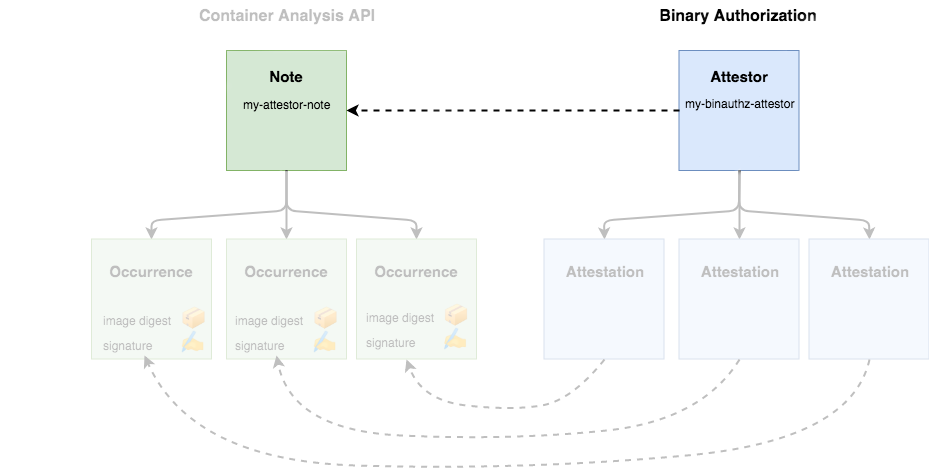 Container Analysis API
Binary Authorization
Note
my-attestor-note
Attestor
my-binauthz-attestor
Occurrence
image digest
signature
Occurrence
image digest
signature
Occurrence
image digest
signature
Attestation
Attestation
Attestation